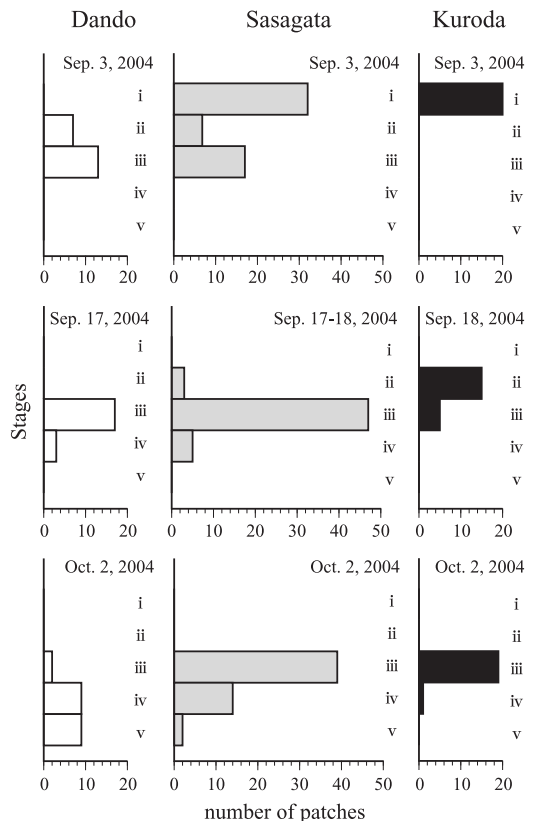 Dando Sasagata Kuroda
Sep. 3, 2004 Sep. 3, 2004 Sep. 3, 2004
i i i
ii ii ii
iii iii iii
iv iv iv
v v v
0 10 20 0 10 20 30 40 50 0 10 20
Sep. 17, 2004 Sep. 17-18, 2004 Sep. 18, 2004
i i i
ii ii ii
iii iii iii
iv iv iv
v v v
Stages
0 10 20 0 10 20 30 40 50 0 10 20
Oct. 2, 2004 Oct. 2, 2004 Oct. 2, 2004
i i i
ii ii ii
iii iii iii
iv iv iv
v v v
0 10 20 0 10 20 30 40 50 0 10 20
number of patches